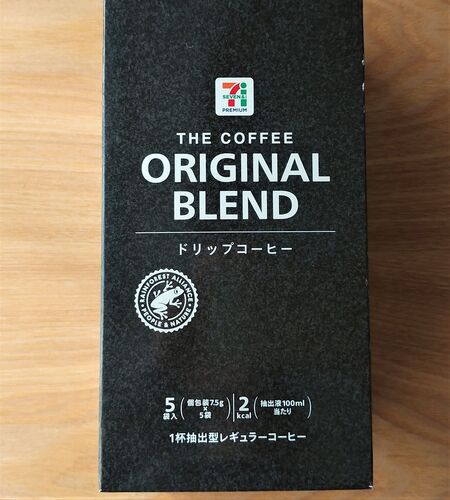 7i
SEVEN&i
PREMIUM
THE COFFEE
ORIGINAL
BLEND
ドリップコーヒー
RAINFOREST ALLIANCE
PEOPLE & NATURE
5袋入 (個包装7.5g×5袋) 2kcal (抽出液100ml当たり)
1杯抽出型レギュラーコーヒー